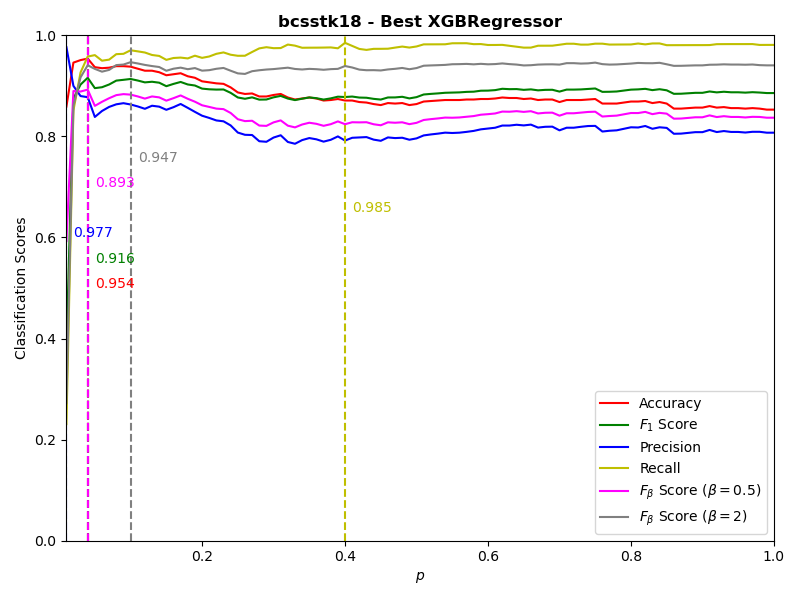 bcsstk18 - Best XGBRegressor
Classification Scores
1.0
0.8
0.6
0.4
0.2
0.0
0.947
0.893
0.985
0.977
0.916
0.954
Accuracy
F₁ Score
Precision
Recall
Fᵦ Score (β = 0.5)
Fᵦ Score (β = 2)
0.2 0.4 0.6 0.8 1.0
p